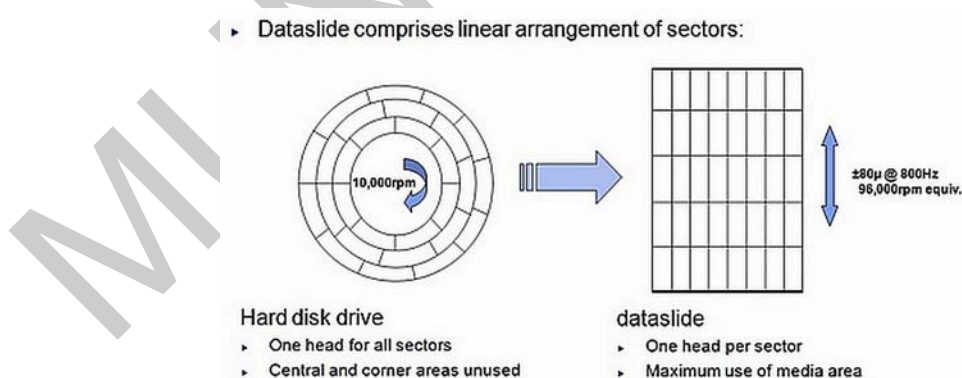 ▸ Dataslide comprises linear arrangement of sectors:
10,000rpm
±80µ @ 800Hz
96,000rpm equiv.
Hard disk drive
▸ One head for all sectors
▸ Central and corner areas unused
dataslide
▸ One head per sector
▸ Maximum use of media area